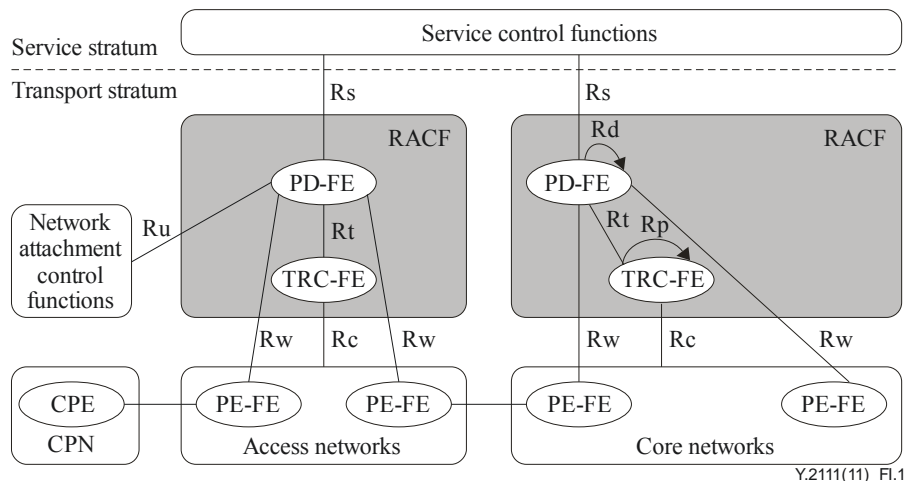 Service control functions
Service stratum
Transport stratum
Rs
Rs
RACF
RACF
Rd
PD-FE
PD-FE
Network
attachment
control
functions
Ru
Rt
Rt
Rp
TRC-FE
TRC-FE
Rw
Rc
Rw
Rw
Rc
Rw
CPE
PE-FE
PE-FE
PE-FE
PE-FE
CPN
Access networks
Core networks
Y.2111(11)_FI.1